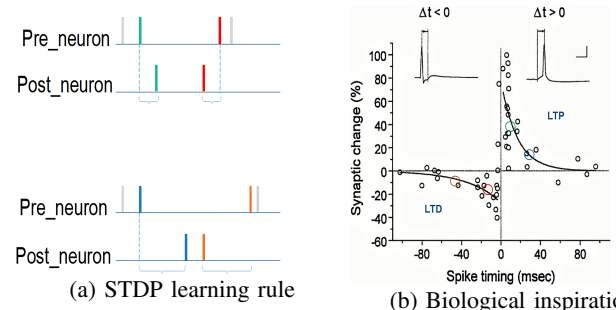 Pre_neuron
Post_neuron
Pre_neuron
Post_neuron
(a) STDP learning rule
(b)
Δt < 0
Δt > 0
Synaptic change (%)
100
80
60
40
20
0
-20
-40
-60
LTP
LTD
-80
-40
0
40
80
Spike timing (msec)
(b) Biological inspiratio